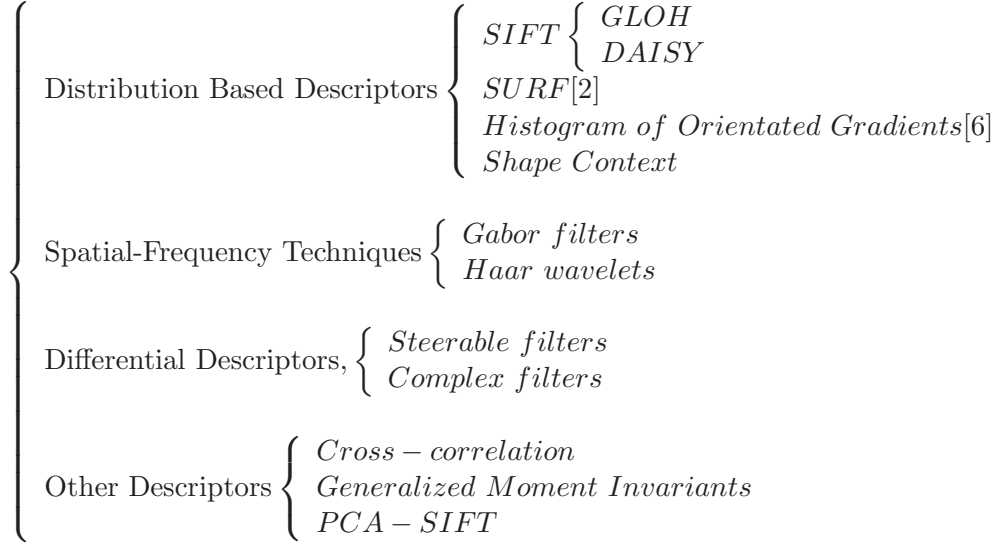 SIFT
GLOH
DAISY
Distribution Based Descriptors
SURF[2]
Histogram of Orientated Gradients[6]
Shape Context
Spatial-Frequency Techniques
Gabor filters
Haar wavelets
Differential Descriptors,
Steerable filters
Complex filters
Other Descriptors
Cross − correlation
Generalized Moment Invariants
PCA − SIFT